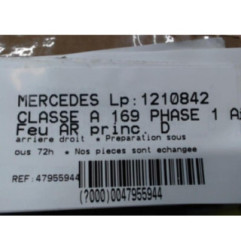 MERCEDES Lp:1210842
CLASSE A 169 PHASE 1 A
Feu AR princ. D
arriere droit * Preparation sous
ous 72h * Nos pieces sont echangee
REF:47955944
(?000)0047955944